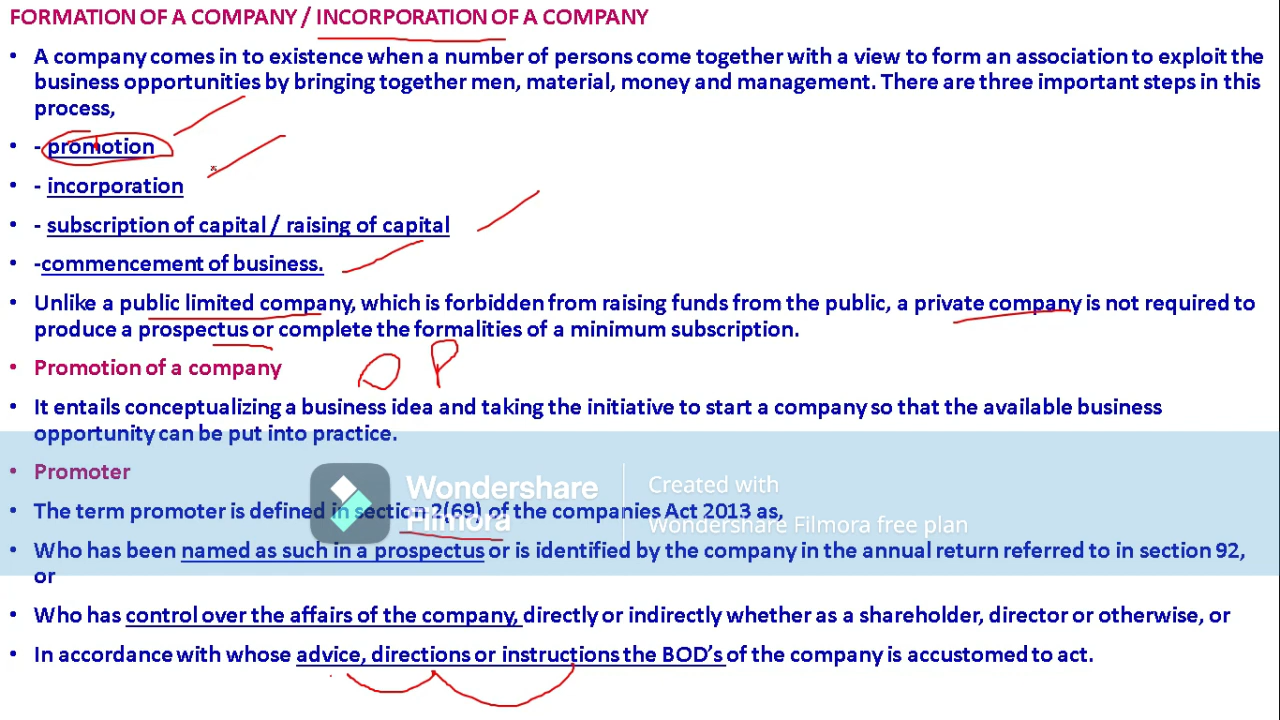 FORMATION OF A COMPANY / INCORPORATION OF A COMPANY
• A company comes in to existence when a number of persons come together with a view to form an association to exploit the
business opportunities by bringing together men, material, money and management. There are three important steps in this
process,
• - promotion
• - incorporation
• - subscription of capital / raising of capital
• -commencement of business.
• Unlike a public limited company, which is forbidden from raising funds from the public, a private company is not required to
produce a prospectus or complete the formalities of a minimum subscription.
• Promotion of a company
O P
• It entails conceptualizing a business idea and taking the initiative to start a company so that the available business
opportunity can be put into practice.
• Promoter
Wondershare
Filmora
Created with
Wondershare Filmora free plan
• The term promoter is defined in section 2(69) of the companies Act 2013 as,
• Who has been named as such in a prospectus or is identified by the company in the annual return referred to in section 92,
or
• Who has control over the affairs of the company, directly or indirectly whether as a shareholder, director or otherwise, or
• In accordance with whose advice, directions or instructions the BOD's of the company is accustomed to act.